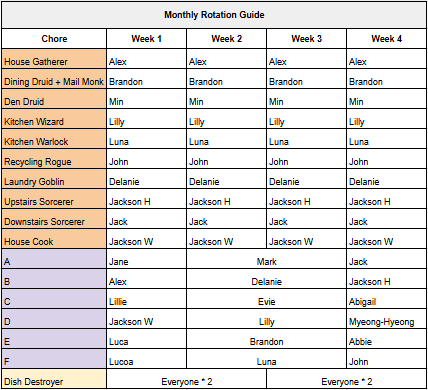 Monthly Rotation Guide
Chore Week 1 Week 2 Week 3 Week 4
House Gatherer Alex Alex Alex Alex
Dining Druid + Mail Monk Brandon Brandon Brandon Brandon
Den Druid Min Min Min Min
Kitchen Wizard Lilly Lilly Lilly Lilly
Kitchen Warlock Luna Luna Luna Luna
Recycling Rogue John John John John
Laundry Goblin Delanie Delanie Delanie Delanie
Upstairs Sorcerer Jackson H Jackson H Jackson H Jackson H
Downstairs Sorcerer Jack Jack Jack Jack
House Cook Jackson W Jackson W Jackson W Jackson W
A Jane Mark Jack
B Alex Delanie Jackson H
C Lillie Evie Abigail
D Jackson W Lilly Myeong-Hyeong
E Luca Brandon Abbie
F Lucoa Luna John
Dish Destroyer Everyone * 2 Everyone * 2